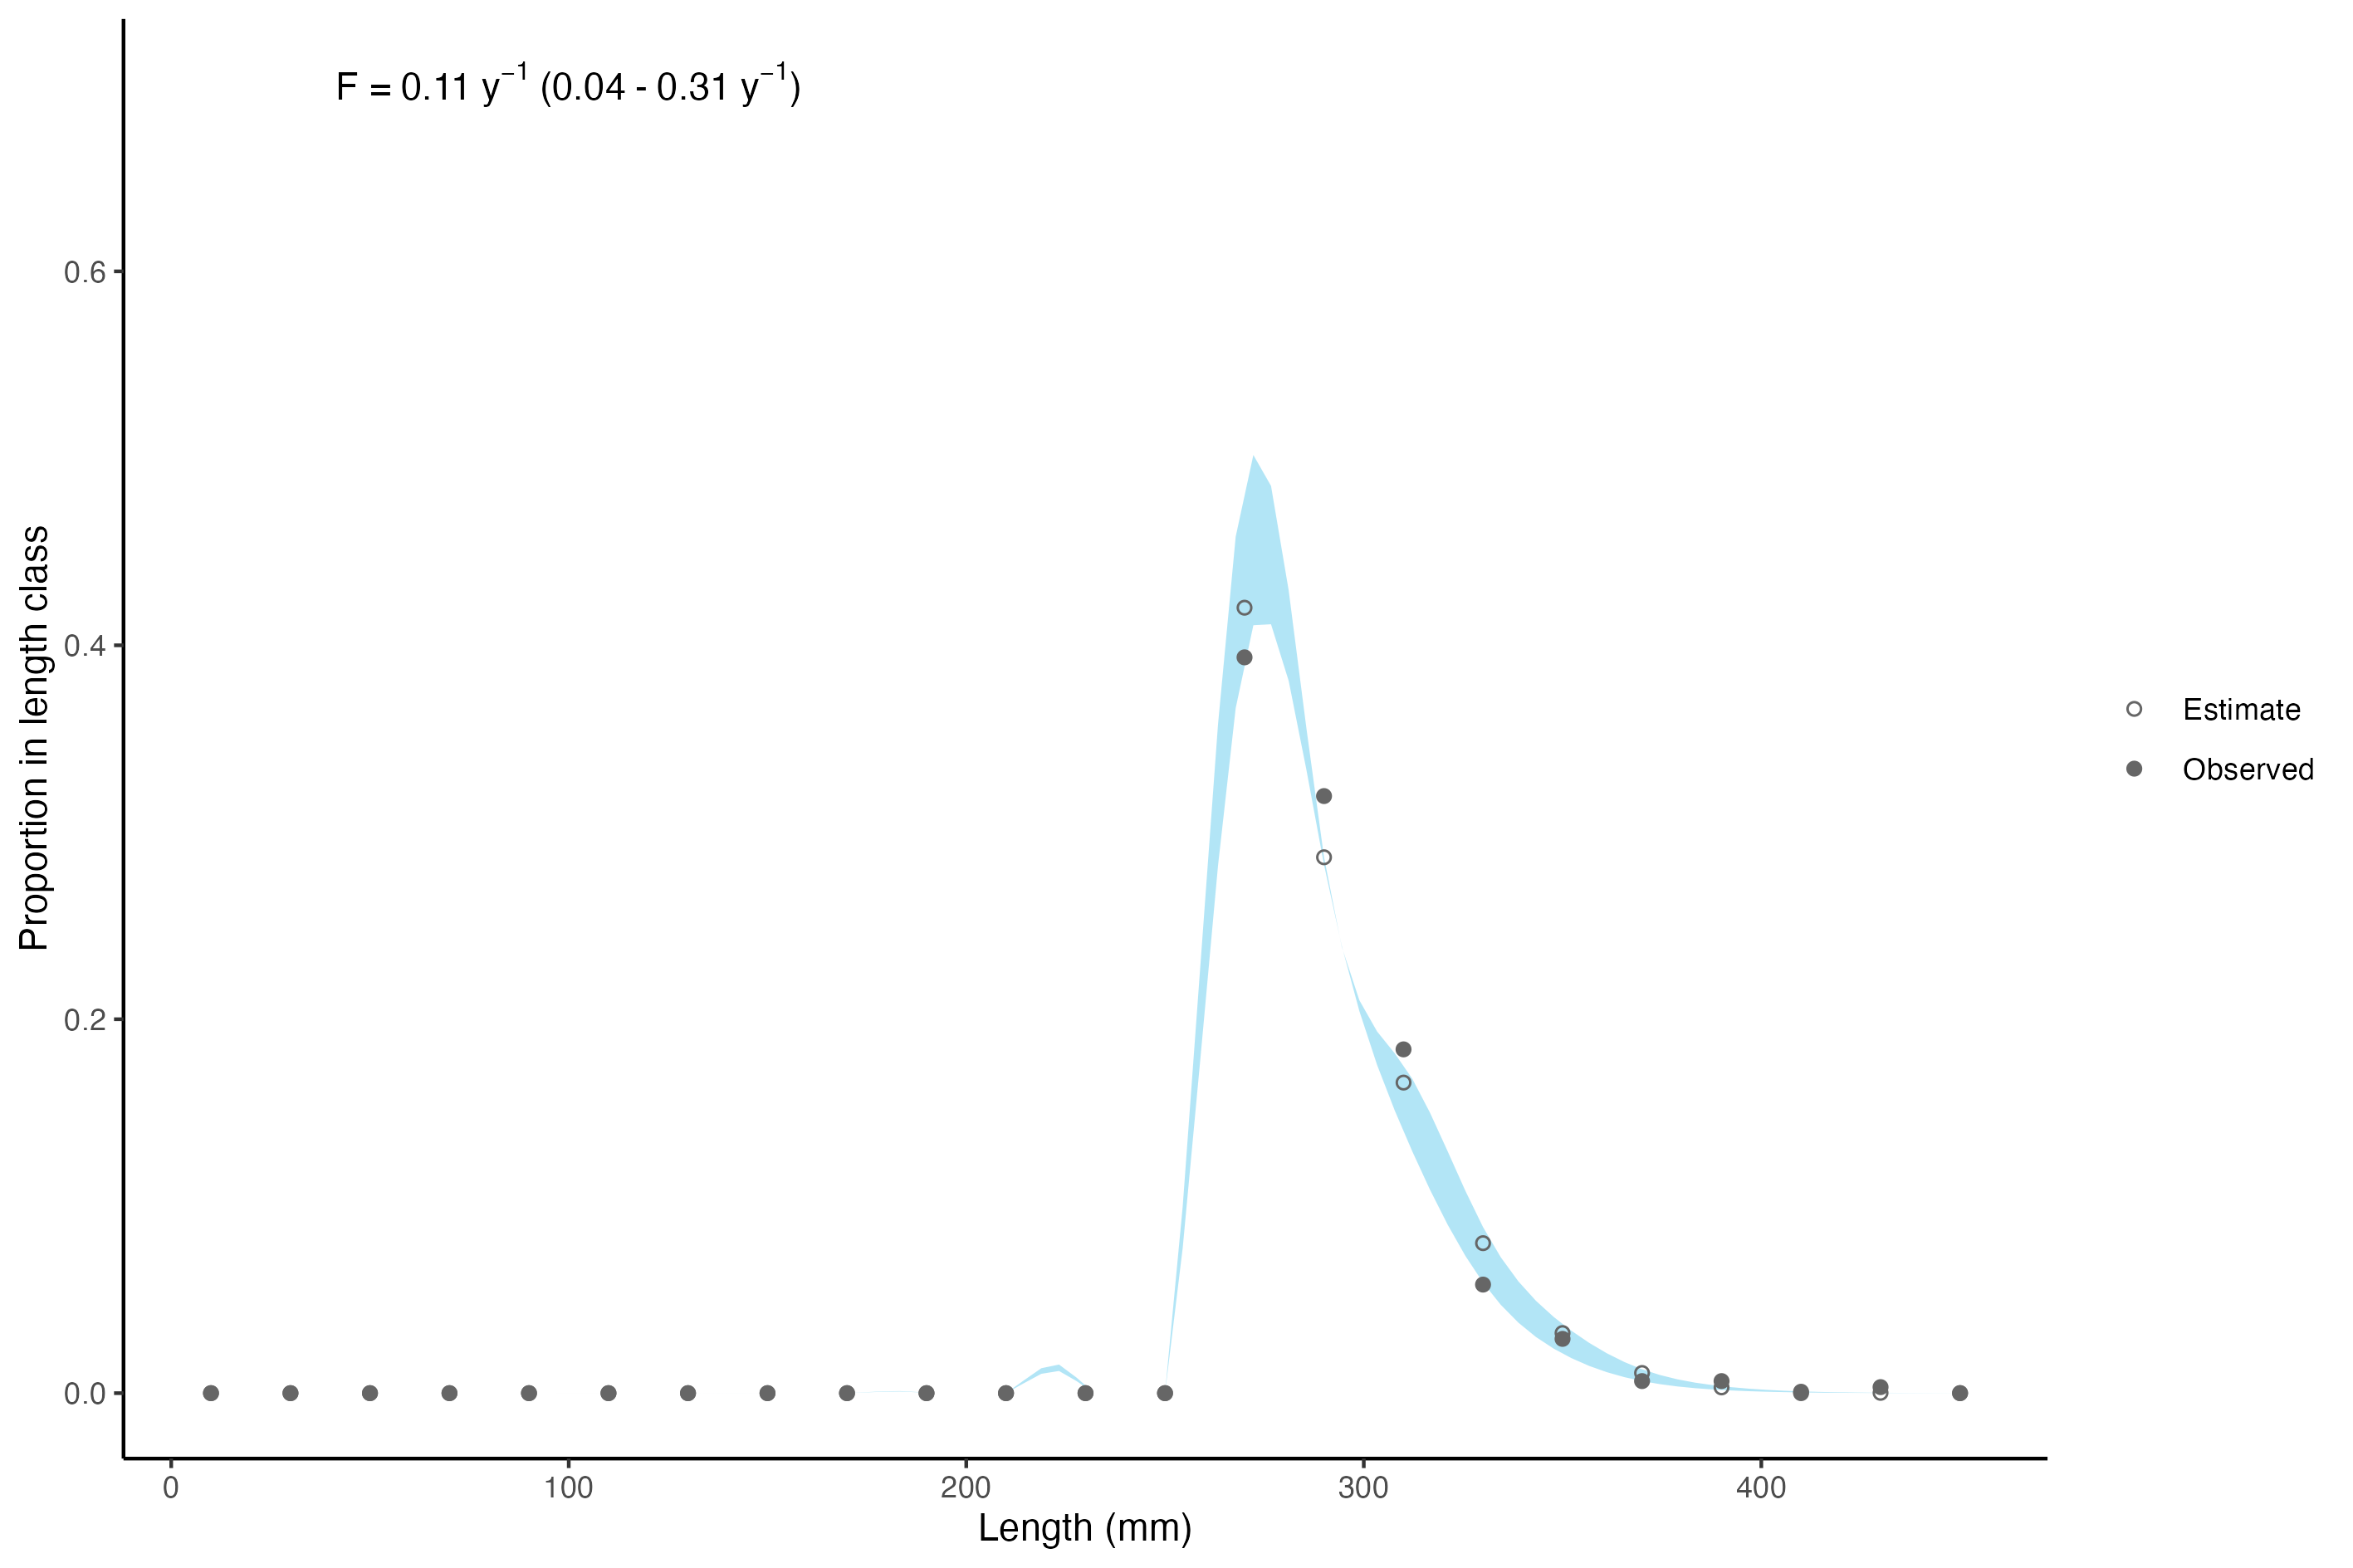 F = 0.11 y⁻¹ (0.04 - 0.31 y⁻¹)
0.6
0.4
0.2
0.0
Proportion in length class
0 100 200 300 400
Length (mm)
Estimate
Observed